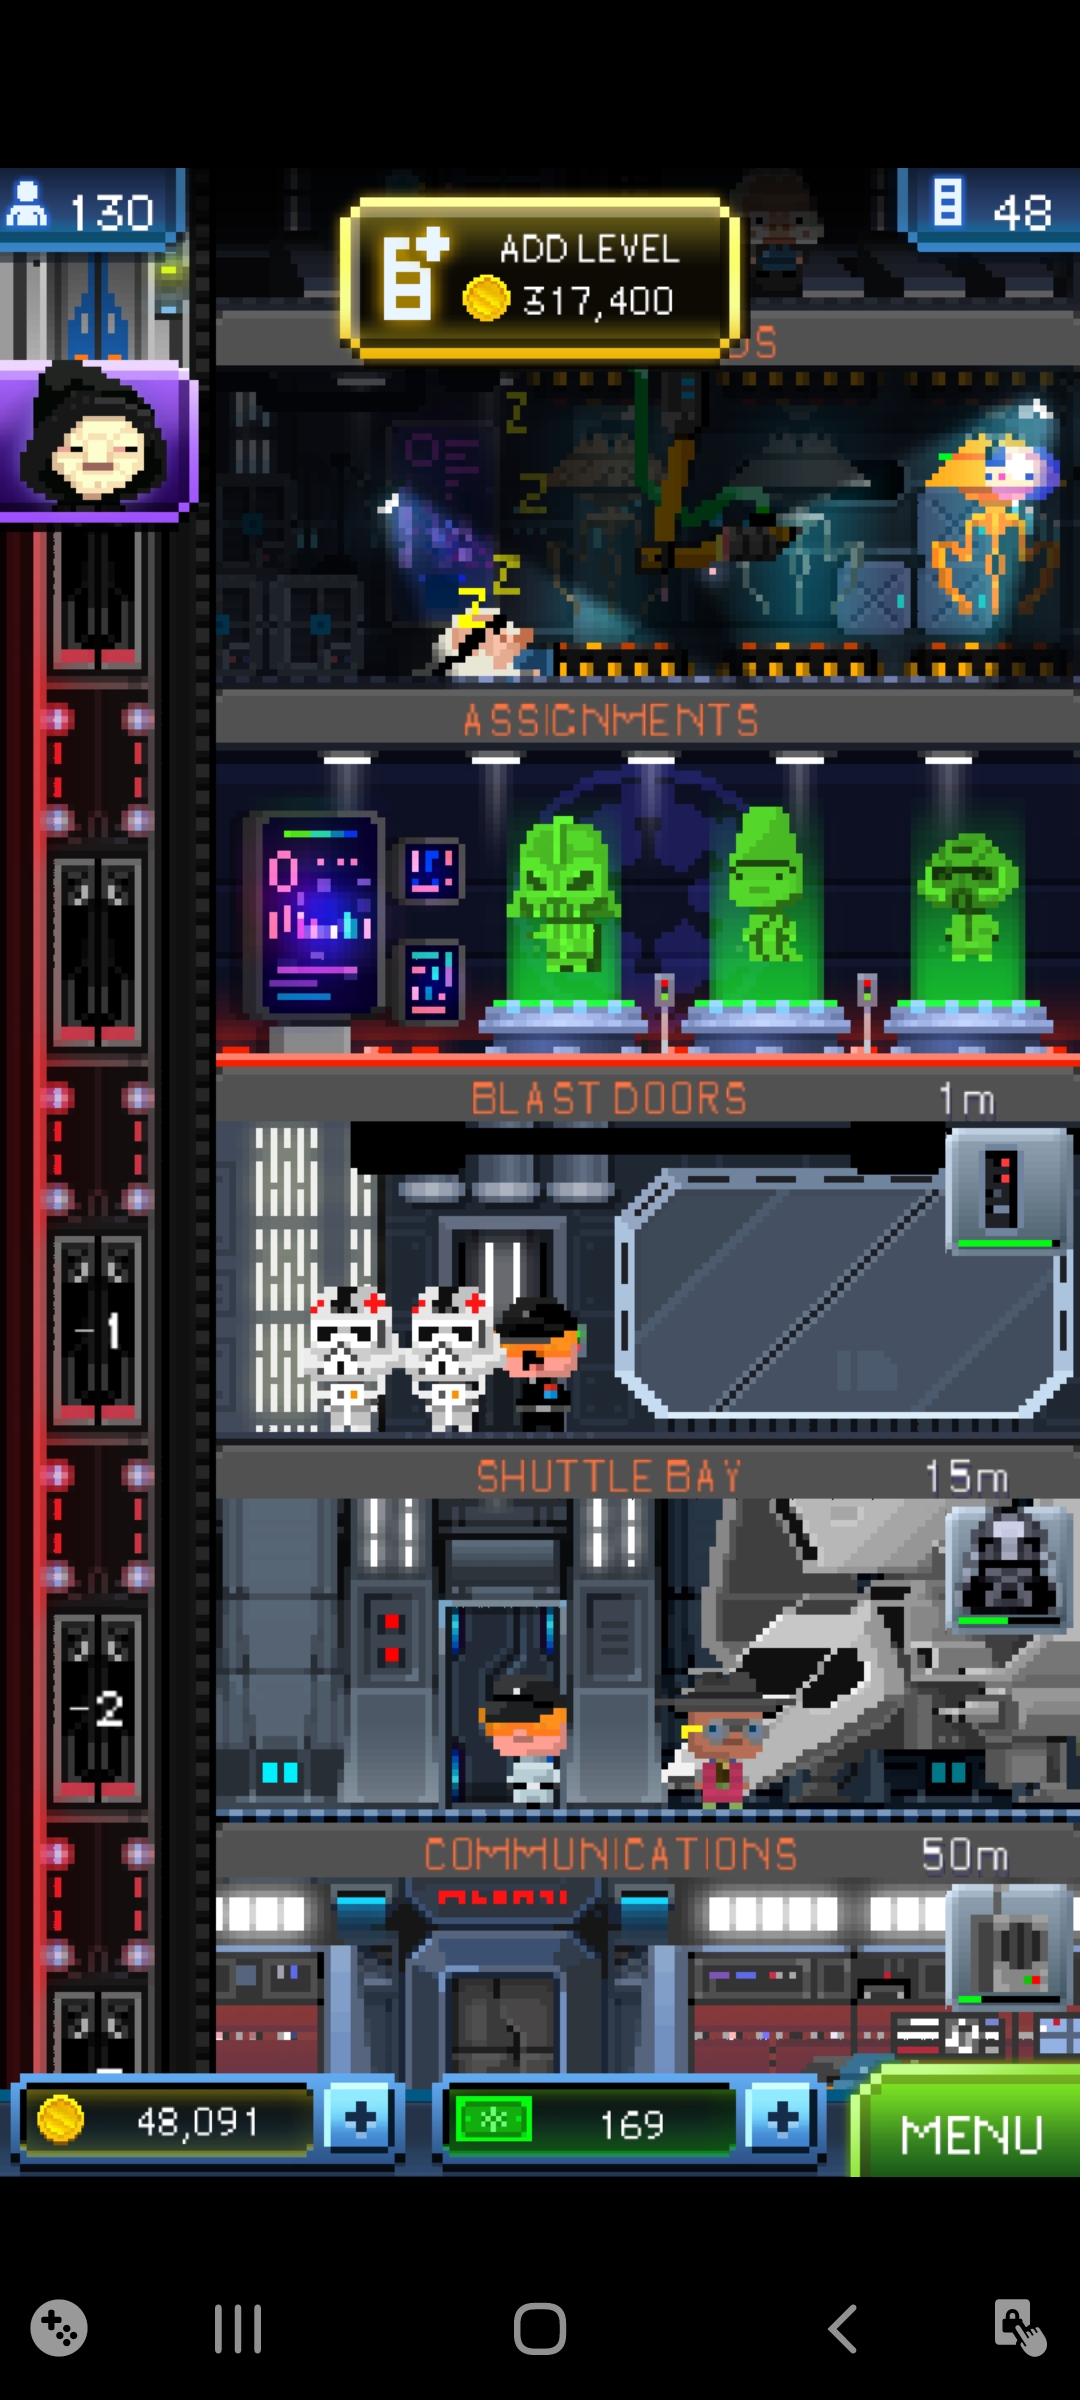 130
ADD LEVEL
317,400
48
DS
Z
Z
Z
Z
ASSIGNMENTS
BLAST DOORS 1m
-1
SHUTTLE BAY 15m
-2
COMMUNICATIONS 50m
48,091
169
MENU